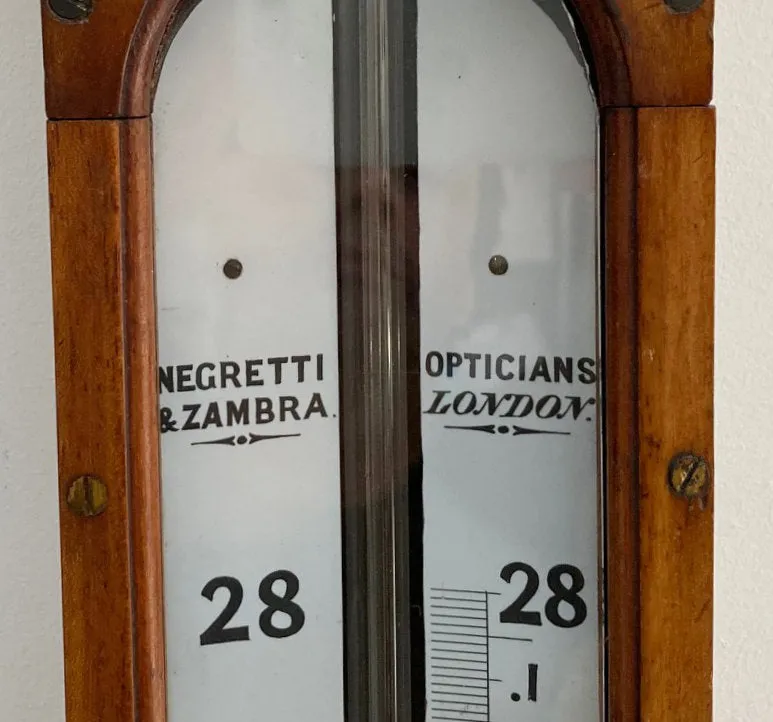 NEGRETTI
& ZAMBRA.
OPTICIANS
LONDON.
28
28
.1